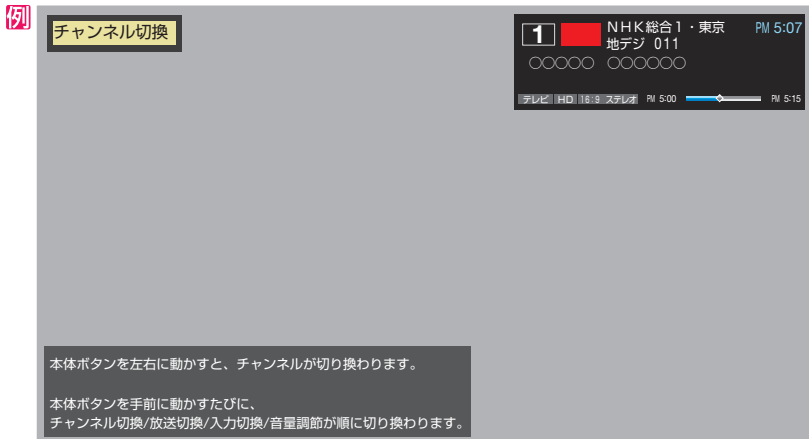 例
チャンネル切換
1
NHK総合1・東京 PM 5:07
地デジ 011
○○○○○ ○○○○○○
テレビ HD 16:9 ステレオ PM 5:00 PM 5:15
本体ボタンを左右に動かすと、チャンネルが切り換わります。
本体ボタンを手前に動かすたびに、
チャンネル切換/放送切換/入力切換/音量調節が順に切り換わります。